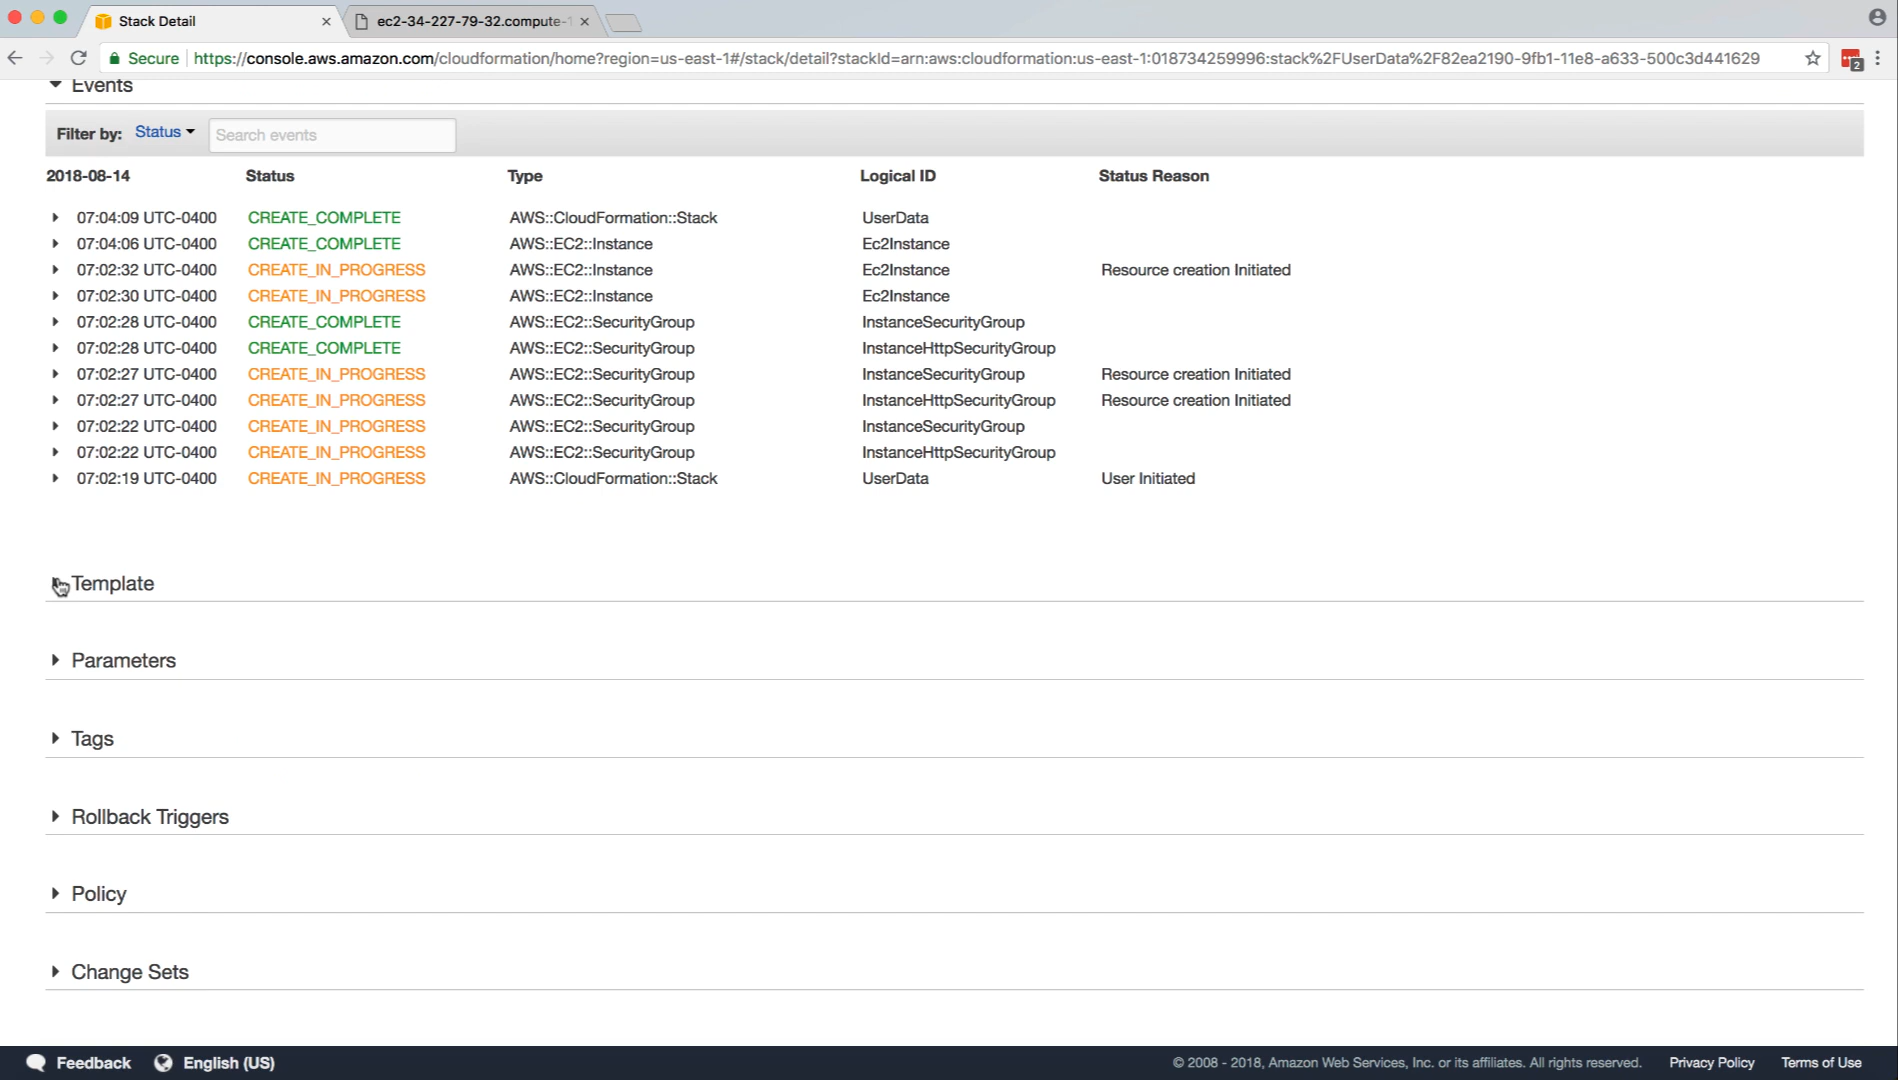 Stack Detail
ec2-34-227-79-32.compute-1
Secure https://console.aws.amazon.com/cloudformation/home?region=us-east-1#/stack/detail?stackId=arn:aws:cloudformation:us-east-1:018734259996:stack%2FUserData%2F82ea2190-9fb1-11e8-a633-500c3d441629
2
Events
Filter by: Status Search events
2018-08-14 Status Type Logical ID Status Reason
07:04:09 UTC-0400 CREATE_COMPLETE AWS::CloudFormation::Stack UserData
07:04:06 UTC-0400 CREATE_COMPLETE AWS::EC2::Instance Ec2Instance
07:02:32 UTC-0400 CREATE_IN_PROGRESS AWS::EC2::Instance Ec2Instance Resource creation Initiated
07:02:30 UTC-0400 CREATE_IN_PROGRESS AWS::EC2::Instance Ec2Instance
07:02:28 UTC-0400 CREATE_COMPLETE AWS::EC2::SecurityGroup InstanceSecurityGroup
07:02:28 UTC-0400 CREATE_COMPLETE AWS::EC2::SecurityGroup InstanceHttpSecurityGroup
07:02:27 UTC-0400 CREATE_IN_PROGRESS AWS::EC2::SecurityGroup InstanceSecurityGroup Resource creation Initiated
07:02:27 UTC-0400 CREATE_IN_PROGRESS AWS::EC2::SecurityGroup InstanceHttpSecurityGroup Resource creation Initiated
07:02:22 UTC-0400 CREATE_IN_PROGRESS AWS::EC2::SecurityGroup InstanceSecurityGroup
07:02:22 UTC-0400 CREATE_IN_PROGRESS AWS::EC2::SecurityGroup InstanceHttpSecurityGroup
07:02:19 UTC-0400 CREATE_IN_PROGRESS AWS::CloudFormation::Stack UserData User Initiated
Template
Parameters
Tags
Rollback Triggers
Policy
Change Sets
Feedback English (US) © 2008 - 2018, Amazon Web Services, Inc. or its affiliates. All rights reserved. Privacy Policy Terms of Use